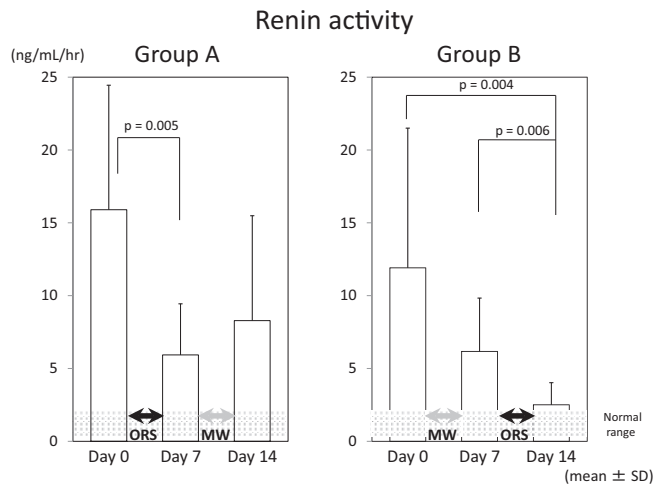 Renin activity
(ng/mL/hr)
Group A
Group B
25
20
15
10
5
0
p = 0.005
ORS
MW
Day 0
Day 7
Day 14
25
20
15
10
5
0
p = 0.004
p = 0.006
MW
ORS
Day 0
Day 7
Day 14
Normal
range
(mean ± SD)